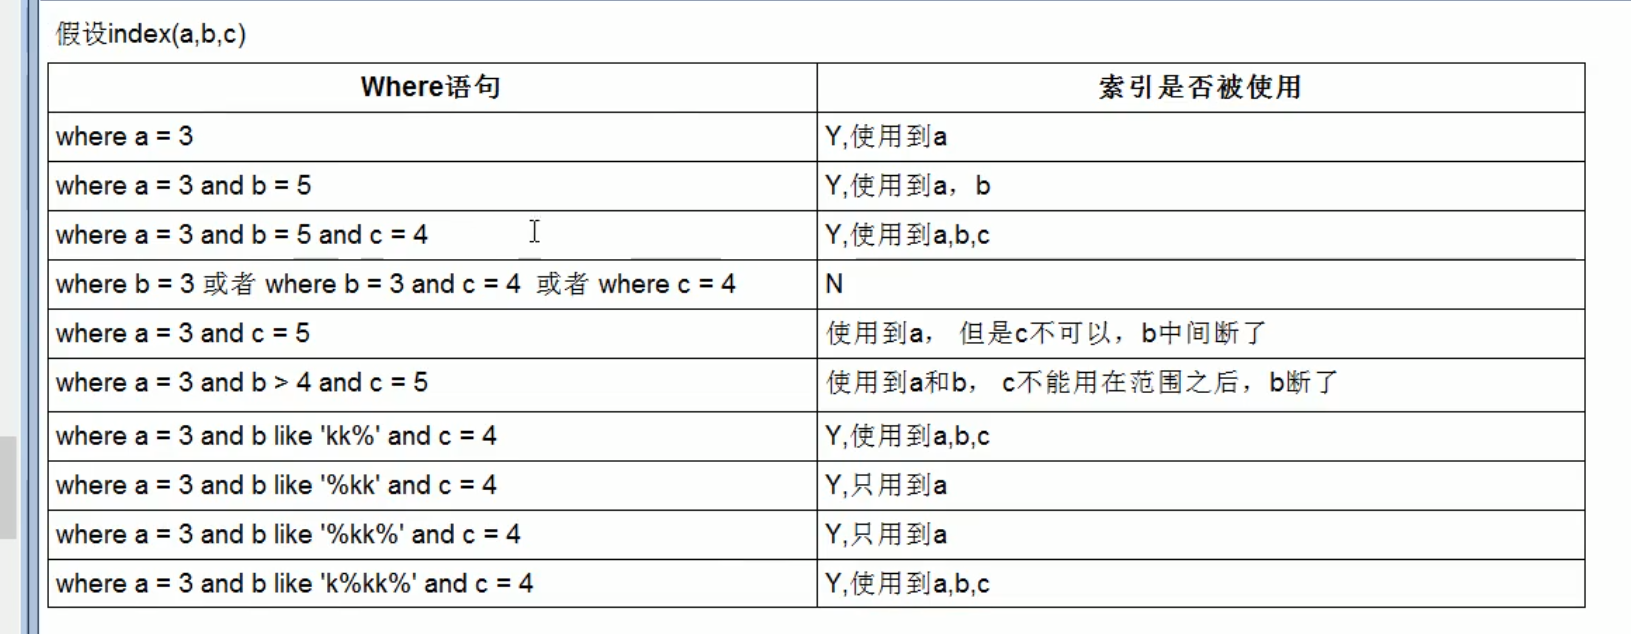 假设index(a,b,c)
Where语句 索引是否被使用
where a = 3 Y,使用到a
where a = 3 and b = 5 Y,使用到a，b
where a = 3 and b = 5 and c = 4 Y,使用到a,b,c
where b = 3 或者 where b = 3 and c = 4 或者 where c = 4 N
where a = 3 and c = 5 使用到a， 但是c不可以，b中间断了
where a = 3 and b > 4 and c = 5 使用到a和b， c不能用在范围之后，b断了
where a = 3 and b like 'kk%' and c = 4 Y,使用到a,b,c
where a = 3 and b like '%kk' and c = 4 Y,只用到a
where a = 3 and b like '%kk%' and c = 4 Y,只用到a
where a = 3 and b like 'k%kk%' and c = 4 Y,使用到a,b,c